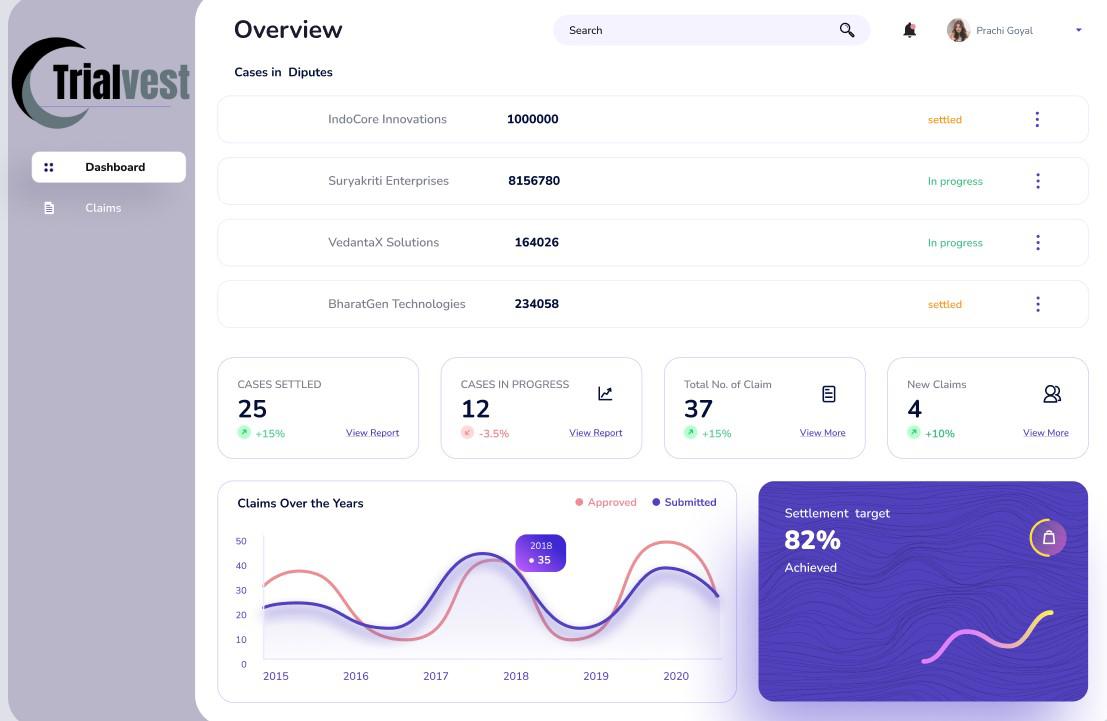 Trialvest
Dashboard
Claims
Overview
Search
Prachi Goyal
Cases in Diputes
IndoCore Innovations 1000000 settled
Suryakriti Enterprises 8156780 In progress
VedantaX Solutions 164026 In progress
BharatGen Technologies 234058 settled
CASES SETTLED
25
+15% View Report
CASES IN PROGRESS
12
-3.5% View Report
Total No. of Claim
37
+15% View More
New Claims
4
+10% View More
Claims Over the Years
Approved Submitted
50
40
30
20
10
0
2018
35
2015 2016 2017 2018 2019 2020
Settlement target
82%
Achieved